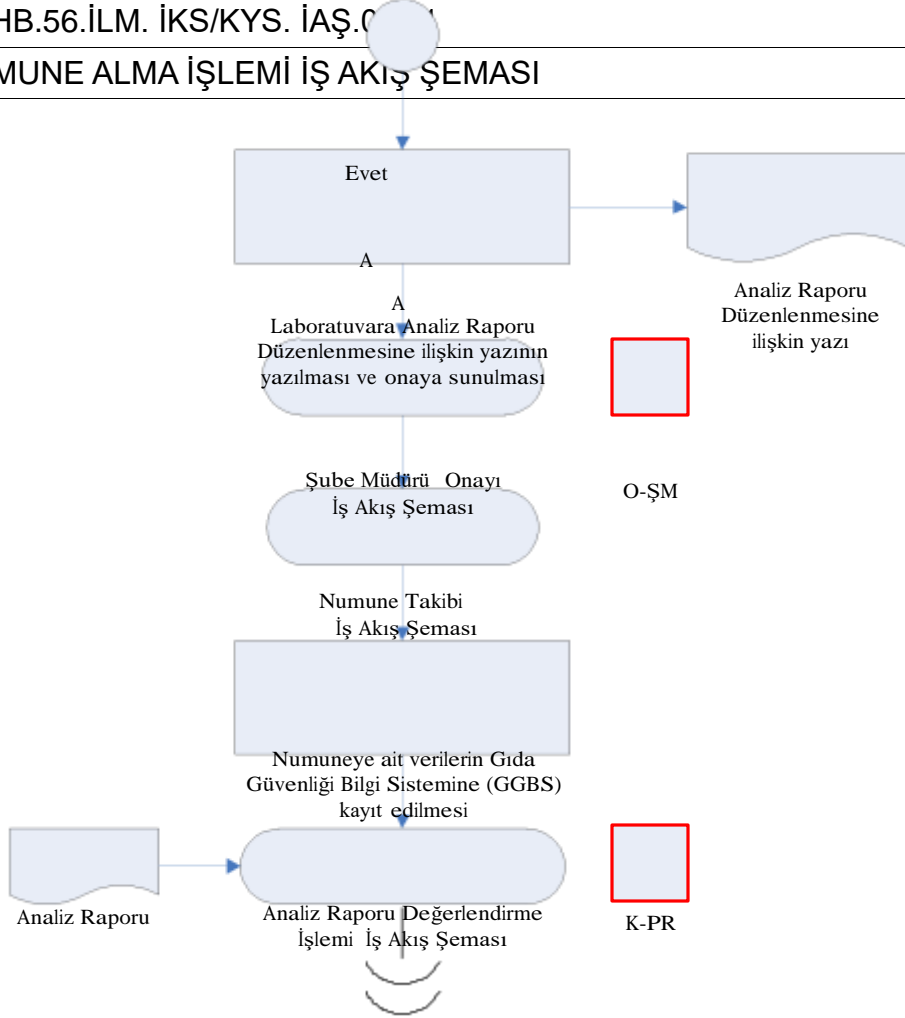 HB.56.İLM. İKS/KYS. İAŞ.0
MUNE ALMA İŞLEMİ İŞ AKIŞ ŞEMASI
Evet
A
A
Laboratuvara Analiz Raporu
Düzenlenmesine ilişkin yazının
yazılması ve onaya sunulması
Analiz Raporu
Düzenlenmesine
ilişkin yazı
Şube Müdürü Onayı
İş Akış Şeması
O-ŞM
Numune Takibi
İş Akış Şeması
Numuneye ait verilerin Gıda
Güvenliği Bilgi Sistemine (GGBS)
kayıt edilmesi
Analiz Raporu
Analiz Raporu Değerlendirme
İşlemi İş Akış Şeması
K-PR